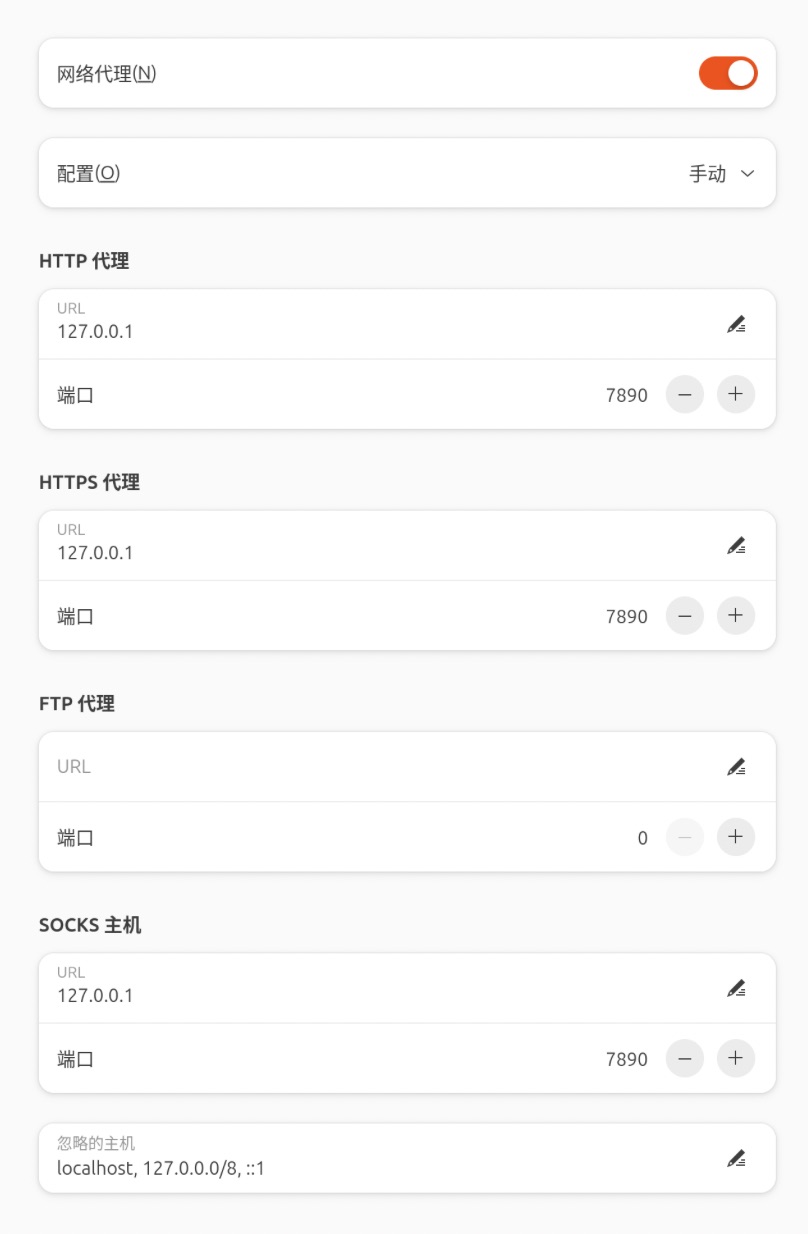 网络代理(N)
配置(O)
手动
HTTP 代理
URL
127.0.0.1
端口
7890
HTTPS 代理
URL
127.0.0.1
端口
7890
FTP 代理
URL
端口
0
SOCKS 主机
URL
127.0.0.1
端口
7890
忽略的主机
localhost, 127.0.0.0/8, ::1